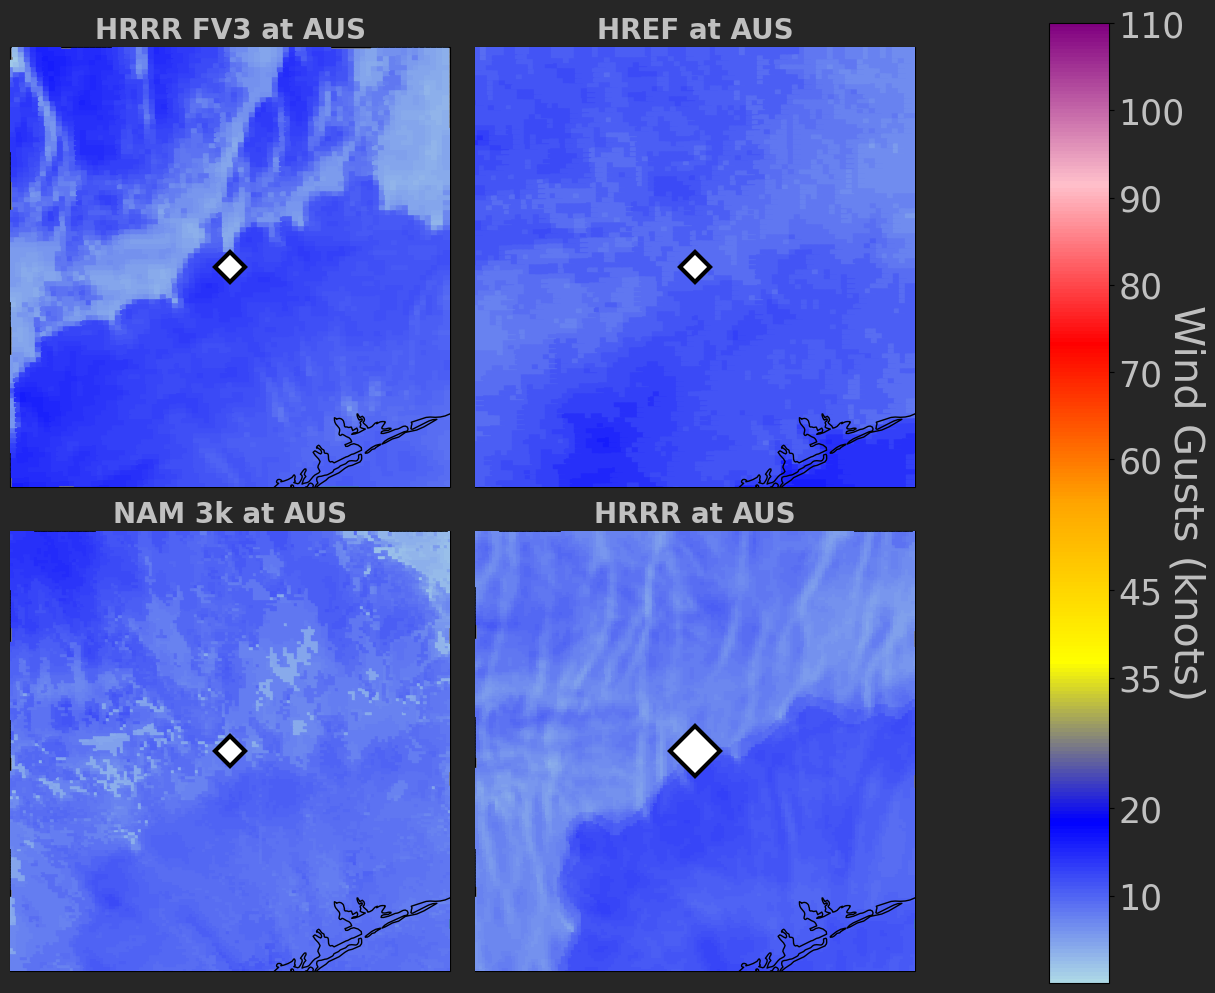 HRRR FV3 at AUS
HREF at AUS
NAM 3k at AUS
HRRR at AUS
110
100
90
80
70
60
45
35
20
10
Wind Gusts (knots)